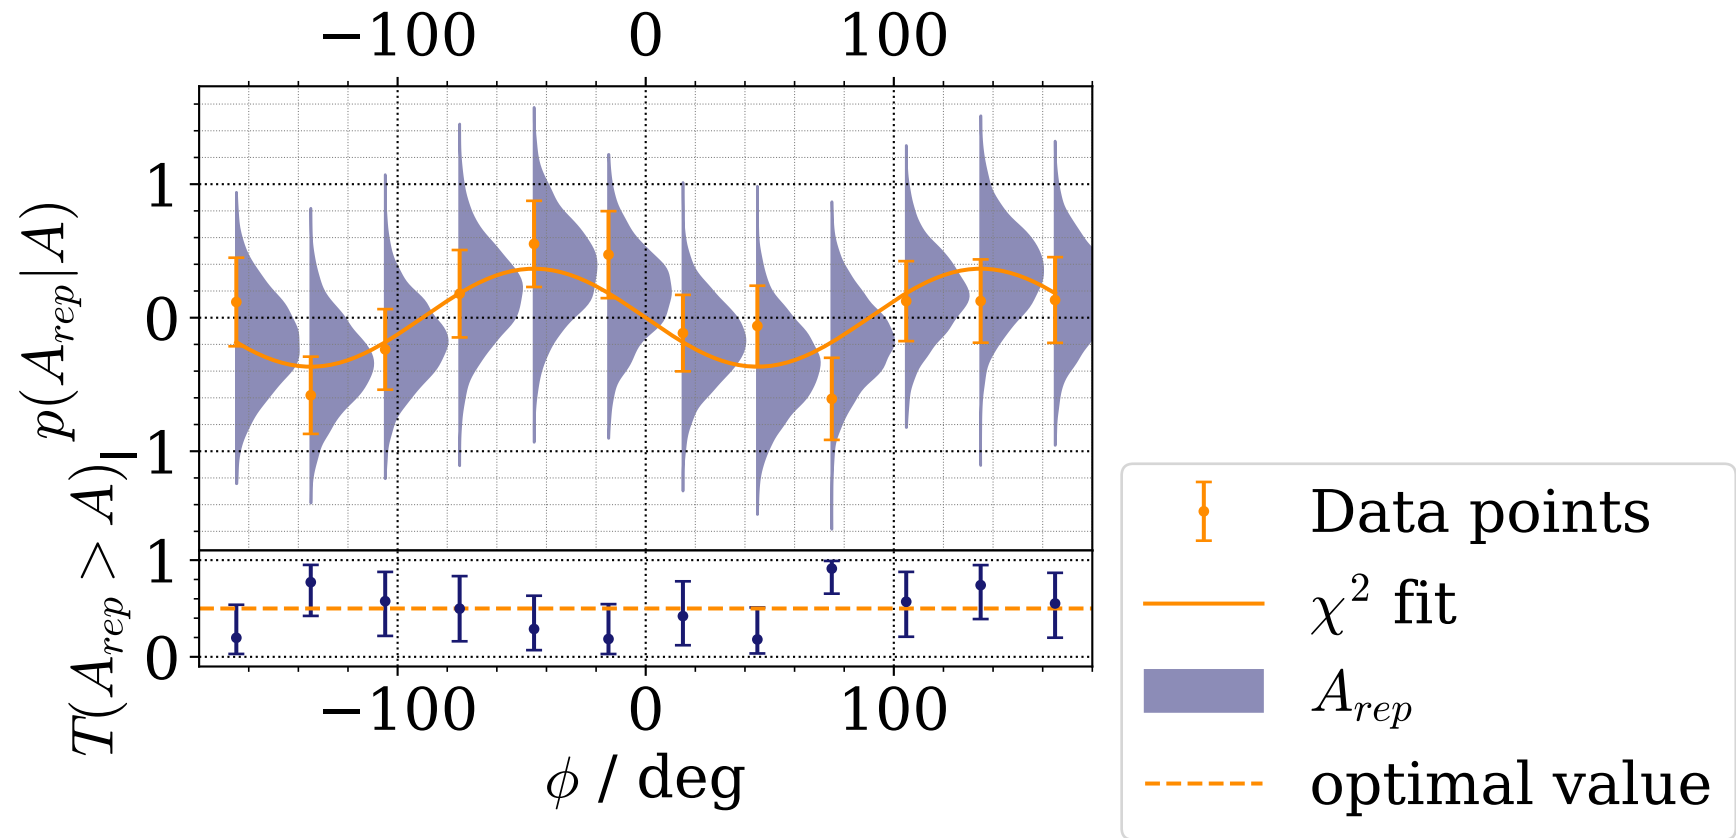 −100 0 100
p(A_rep|A)
1
0
−1
T(A_rep > A)
1
0
−100 0 100
ϕ / deg
Data points
χ² fit
A_rep
optimal value